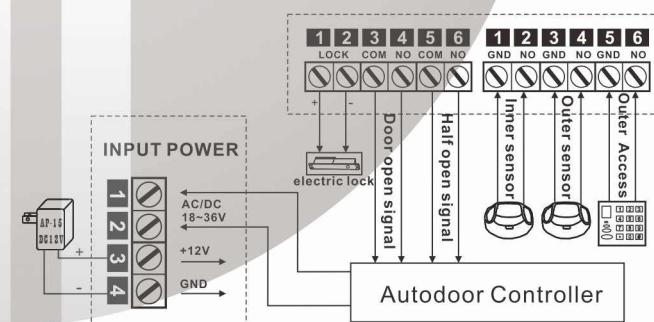 1 2 3 4 5 6 1 2 3 4 5 6
LOCK COM NO COM NO GND NO GND NO GND NO
+ -
Door open signal
Half open signal
Inner sensor
Outer sensor
Outer Access
electric lock
INPUT POWER
1
AC/DC
18~36V
2
AP-15
DC12V
+
3
+12V
-
4
GND
Autodoor Controller